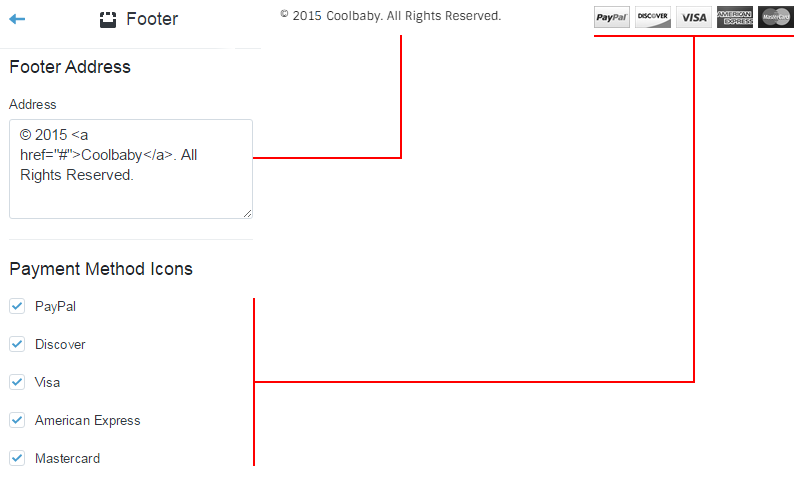 Footer
© 2015 Coolbaby. All Rights Reserved.
PayPal DISCOVER VISA AMERICAN EXPRESS MasterCard
Footer Address
Address
© 2015 <a
href="#">Coolbaby</a>. All
Rights Reserved.
Payment Method Icons
PayPal
Discover
Visa
American Express
Mastercard